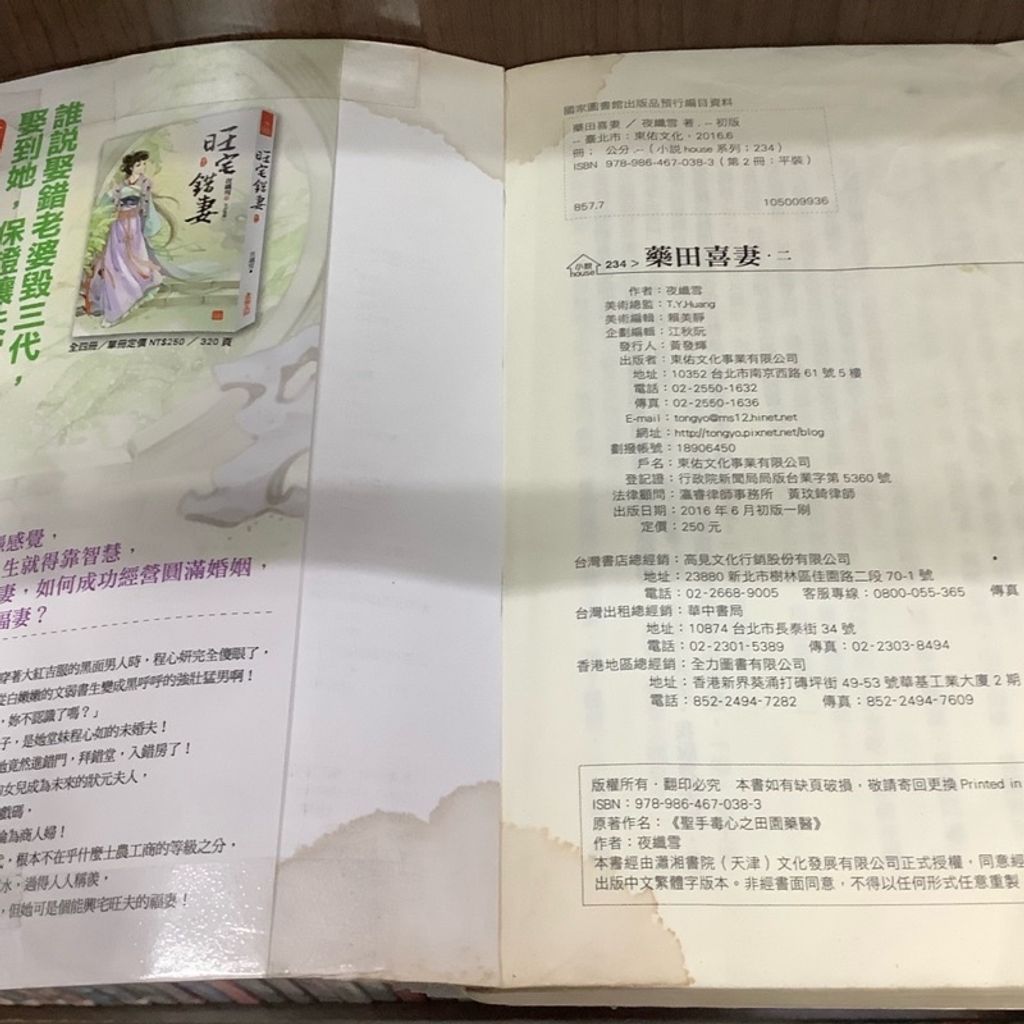 誰說娶錯老婆毀三代，
娶到她，保證讓
旺宅錯妻
旺宅錯妻
全四冊／單冊定價 NT$250 ／ 320 頁
感覺，
生就得靠智慧，
妻，如何成功經營圓滿婚姻，
福妻？
穿著大紅吉服的黑面男人時，程心妍完全傻眼了，
從白嫩嫩的文弱書生變成黑呼呼的強壯猛男啊！
，妳不認識了嗎？」
子，是她堂妹程心如的未婚夫！
她竟然進錯門，拜錯堂，入錯房了！
女兒成為未來的狀元夫人，
戲碼，
淪為商人婦！
，根本不在乎什麼士農工商的等級之分，
水，過得人人稱羨，
，但她可是個能興宅旺夫的福妻！
國家圖書館出版品預行編目資料
藥田喜妻 ／ 夜纖雪 著．-- 初版
-- 臺北市：東佑文化，2016.6
冊；　公分.--（小說 house 系列；234）
ISBN 978-986-467-038-3（第 2 冊：平裝）
857.7 105009936
小說 house 234 > 藥田喜妻・二
作者：夜纖雪
美術總監：T.Y.Huang
美術編輯：賴美靜
企劃編輯：江秋阮
發行人：黃發輝
出版者：東佑文化事業有限公司
地址：10352 台北市南京西路 61 號 5 樓
電話：02-2550-1632
傳真：02-2550-1636
E-mail：tongyo@ms12.hinet.net
網址：http://tongyo.pixnet.net/blog
劃撥帳號：18906450
戶名：東佑文化事業有限公司
登記證：行政院新聞局局版台業字第 5360 號
法律顧問：瀛睿律師事務所　黃玟錡律師
出版日期：2016 年 6 月初版一刷
定價：250 元
台灣書店總經銷：高見文化行銷股份有限公司
地址：23880 新北市樹林區佳園路二段 70-1 號
電話：02-2668-9005　客服專線：0800-055-365　傳真
台灣出租總經銷：華中書局
地址：10874 台北市長泰街 34 號
電話：02-2301-5389　傳真：02-2303-8494
香港地區總經銷：全力圖書有限公司
地址：香港新界葵涌打磚坪街 49-53 號華基工業大廈 2 期
電話：852-2494-7282　傳真：852-2494-7609
版權所有・翻印必究　本書如有缺頁破損，敬請寄回更換 Printed in
ISBN：978-986-467-038-3
原著作名：《聖手毒心之田園藥醫》
作者：夜纖雪
本書經由瀟湘書院（天津）文化發展有限公司正式授權，同意經
出版中文繁體字版本。非經書面同意，不得以任何形式任意重製